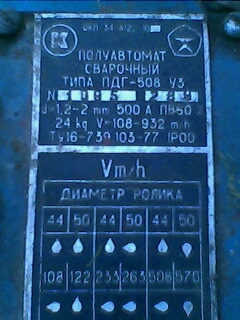 ПОЛУАВТОМАТ
СВАРОЧНЫЙ
ТИПА ПДГ-508 У3
N
d=1,2-2 mm 500 A ПВ50
24 kg V=108-932 m/h
ТУ16-739.103-77 IP00
Vm/h
ДИАМЕТР РОЛИКА
44 50 44 50 44 50
108 122 233 263 508 570